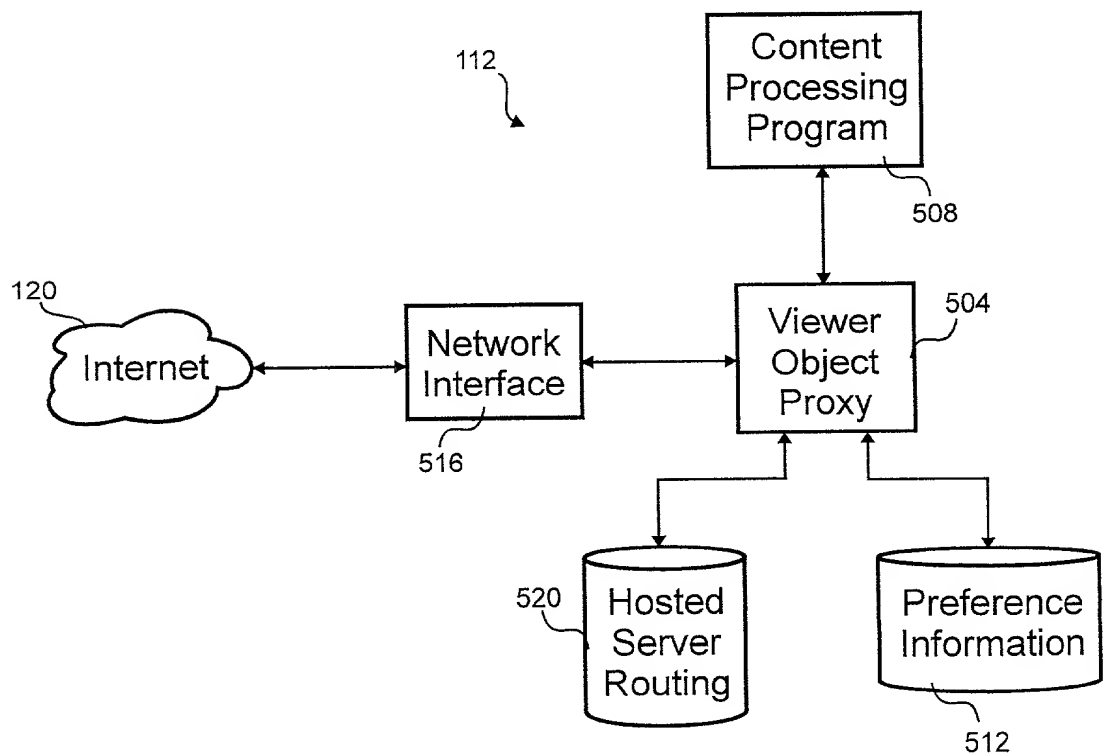 112
Content
Processing
Program
508
120
Internet
Network
Interface
516
Viewer
Object
Proxy
504
520
Hosted
Server
Routing
Preference
Information
512